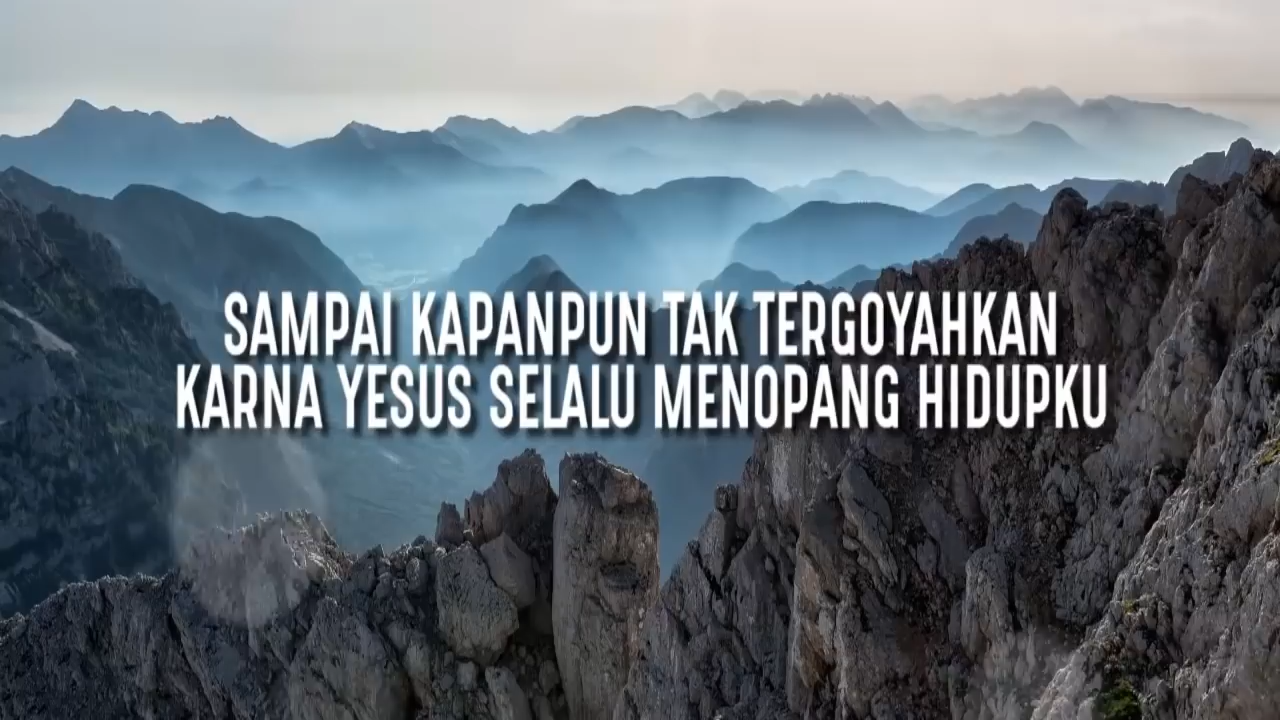 SAMPAI KAPANPUN TAK TERGOYAHKAN
KARNA YESUS SELALU MENOPANG HIDUPKU